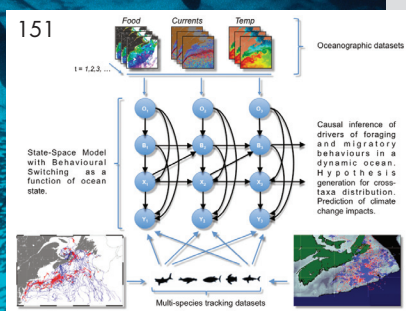 151
Food Currents Temp
Oceanographic datasets
t = 1,2,3, ...
State-Space Model
with Behavioural
Switching as a
function of ocean
state.
Causal inference of
drivers of foraging
and migratory
behaviours in a
dynamic ocean.
Hypothesis
generation for cross-
taxa distribution.
Prediction of climate
change impacts.
Multi-species tracking datasets